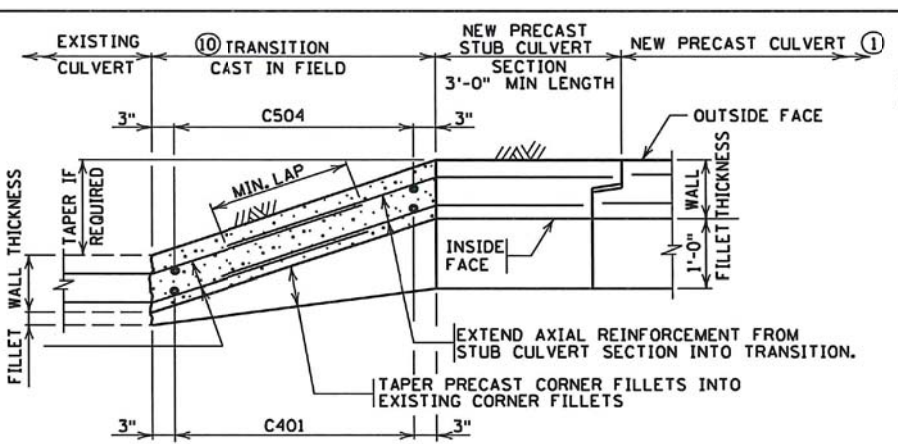 EXISTING
CULVERT
⑩ TRANSITION
CAST IN FIELD
NEW PRECAST
STUB CULVERT
SECTION
3'-0" MIN LENGTH
NEW PRECAST CULVERT ①
3"
C504
3"
OUTSIDE FACE
MIN. LAP
TAPER IF
REQUIRED
WALL THICKNESS
FILLET
INSIDE
FACE
WALL
THICKNESS
1'-0"
FILLET
EXTEND AXIAL REINFORCEMENT FROM
STUB CULVERT SECTION INTO TRANSITION.
TAPER PRECAST CORNER FILLETS INTO
EXISTING CORNER FILLETS
3"
C401
3"